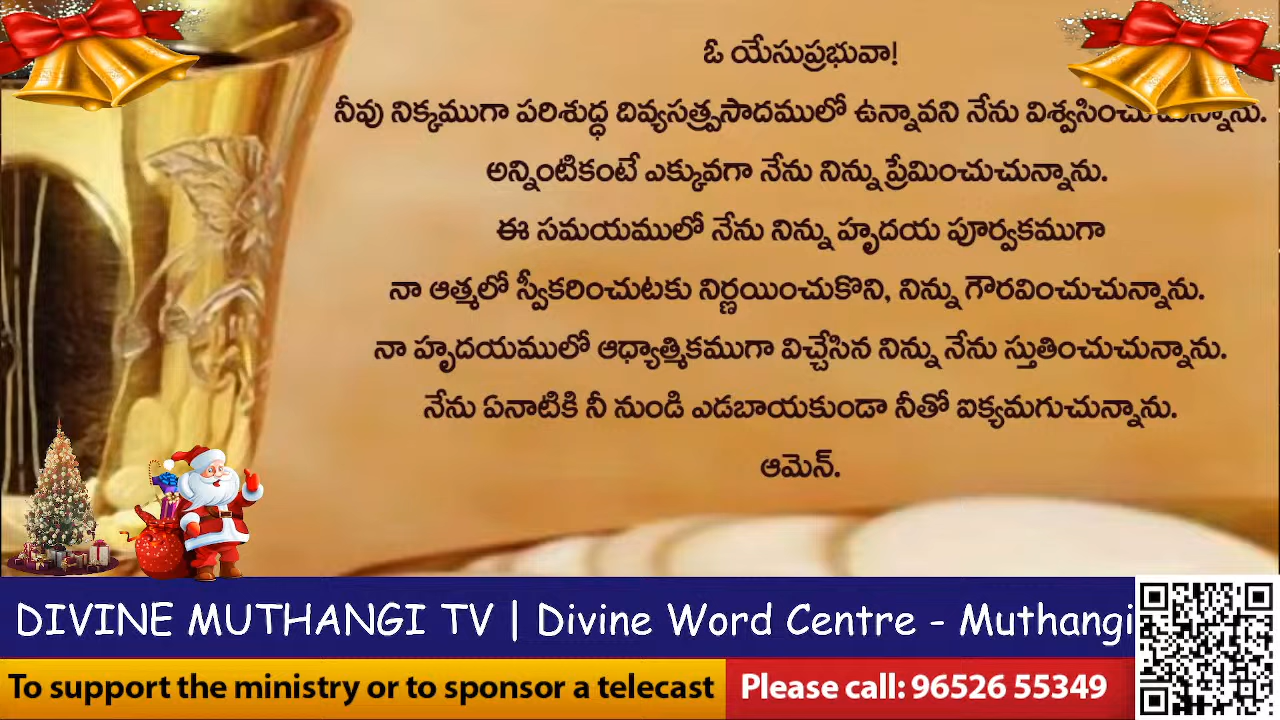 ఓ యేసుప్రభువా!
నీవు నిక్కముగా పరిశుద్ధ దివ్యసత్ప్రసాదములో ఉన్నావని నేను విశ్వసించుచున్నాను.
అన్నింటికంటే ఎక్కువగా నేను నిన్ను ప్రేమించుచున్నాను.
ఈ సమయములో నేను నిన్ను హృదయ పూర్వకముగా
నా ఆత్మలో స్వీకరించుటకు నిర్ణయించుకొని, నిన్ను గౌరవించుచున్నాను.
నా హృదయములో ఆధ్యాత్మికముగా విచ్చేసిన నిన్ను నేను స్తుతించుచున్నాను.
నేను ఏనాటికి నీ నుండి ఎడబాయకుండా నీతో ఐక్యమగుచున్నాను.
ఆమెన్.
DIVINE MUTHANGI TV | Divine Word Centre - Muthangi
To support the ministry or to sponsor a telecast
Please call: 96526 55349